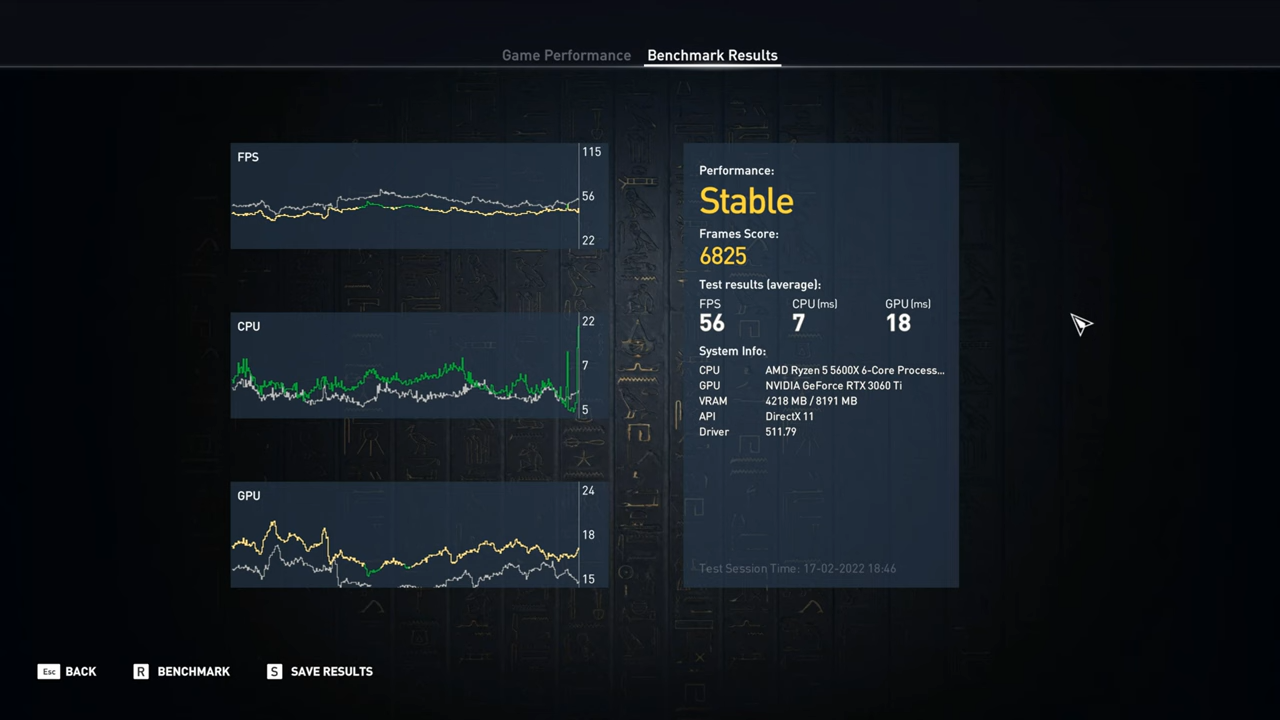 Game Performance
Benchmark Results
FPS
115
56
22
CPU
22
7
5
GPU
24
18
15
Performance:
Stable
Frames Score:
6825
Test results (average):
FPS CPU (ms) GPU (ms)
56 7 18
System Info:
CPU AMD Ryzen 5 5600X 6-Core Process...
GPU NVIDIA GeForce RTX 3060 Ti
VRAM 4218 MB / 8191 MB
API DirectX 11
Driver 511.79
Test Session Time: 17-02-2022 18:46
Esc BACK
R BENCHMARK
S SAVE RESULTS